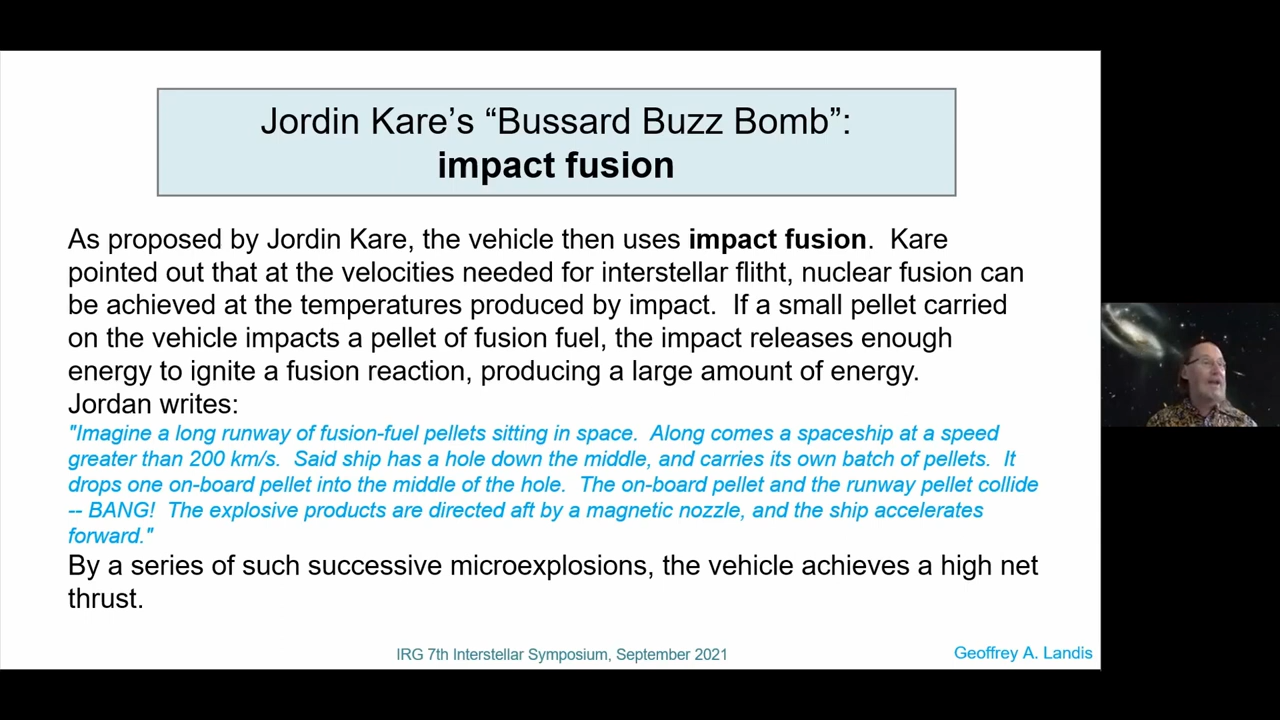 Jordin Kare's “Bussard Buzz Bomb”:
impact fusion
As proposed by Jordin Kare, the vehicle then uses impact fusion.  Kare
pointed out that at the velocities needed for interstellar flitht, nuclear fusion can
be achieved at the temperatures produced by impact.  If a small pellet carried
on the vehicle impacts a pellet of fusion fuel, the impact releases enough
energy to ignite a fusion reaction, producing a large amount of energy.
Jordan writes:
"Imagine a long runway of fusion-fuel pellets sitting in space.  Along comes a spaceship at a speed
greater than 200 km/s.  Said ship has a hole down the middle, and carries its own batch of pellets.  It
drops one on-board pellet into the middle of the hole.  The on-board pellet and the runway pellet collide
-- BANG!  The explosive products are directed aft by a magnetic nozzle, and the ship accelerates
forward."
By a series of such successive microexplosions, the vehicle achieves a high net
thrust.
IRG 7th Interstellar Symposium, September 2021
Geoffrey A. Landis